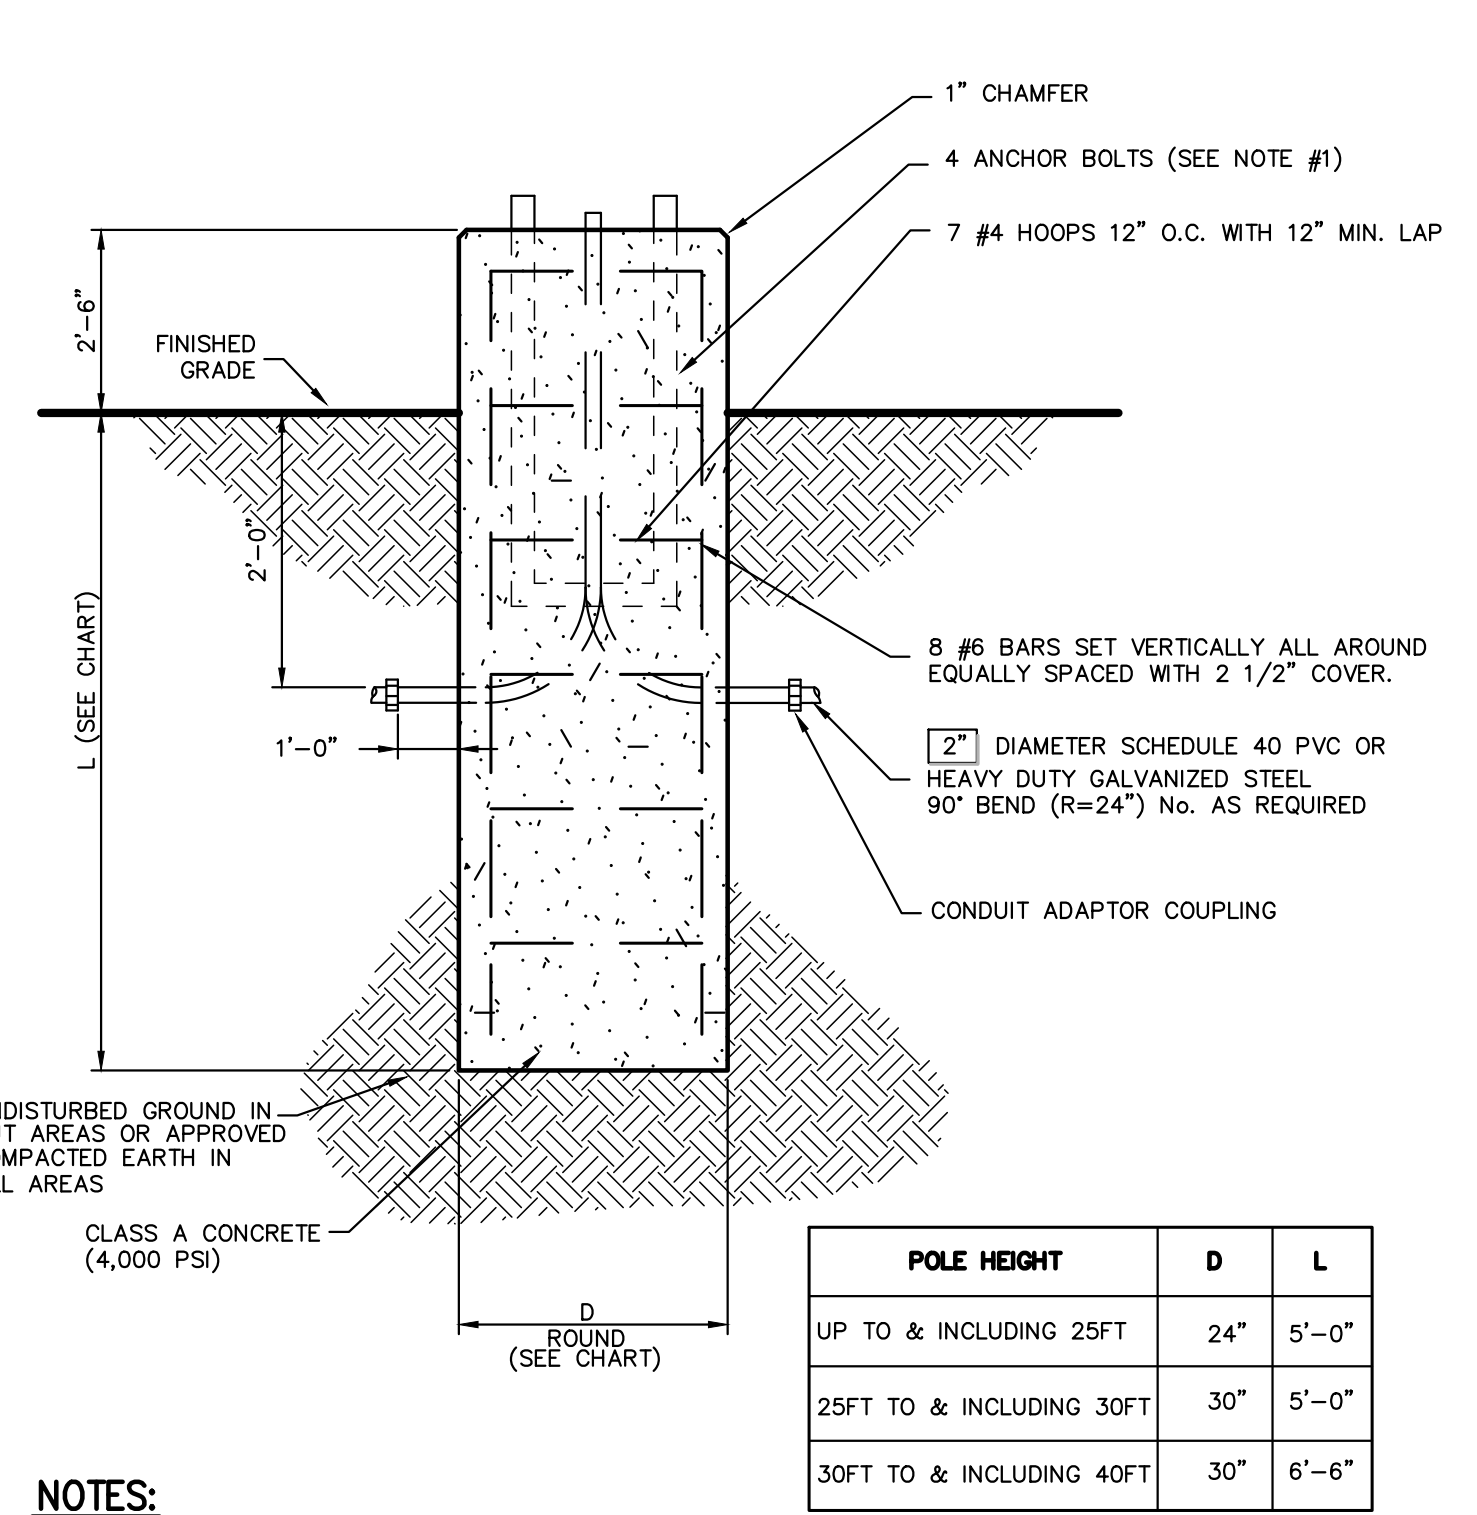 1” CHAMFER
4 ANCHOR BOLTS (SEE NOTE #1)
7 #4 HOOPS 12” O.C. WITH 12” MIN. LAP
2’-6”
FINISHED
GRADE
2’-0”
L (SEE CHART)
8 #6 BARS SET VERTICALLY ALL AROUND
EQUALLY SPACED WITH 2 1/2” COVER.
1’-0”
2” DIAMETER SCHEDULE 40 PVC OR
HEAVY DUTY GALVANIZED STEEL
90° BEND (R=24”) No. AS REQUIRED
CONDUIT ADAPTOR COUPLING
NDISTURBED GROUND IN
UT AREAS OR APPROVED
OMPACTED EARTH IN
LL AREAS
CLASS A CONCRETE
(4,000 PSI)
D
ROUND
(SEE CHART)
POLE HEIGHT D L
UP TO & INCLUDING 25FT 24” 5’-0”
25FT TO & INCLUDING 30FT 30” 5’-0”
30FT TO & INCLUDING 40FT 30” 6’-6”
NOTES: